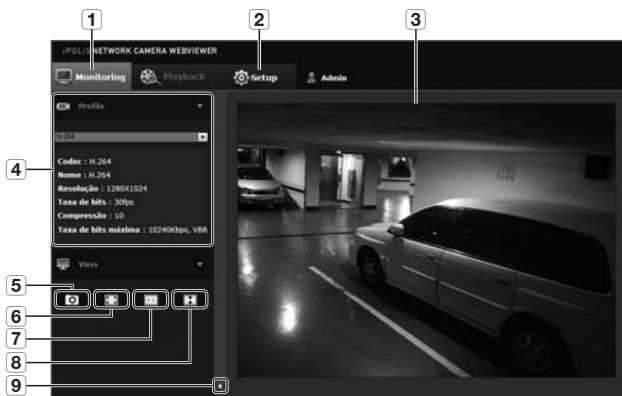 1
2
3
iPOLiS NETWORK CAMERA WEBVIEWER
Monitoring
Playback
Setup
Admin
Profile
H.264
4
Codec : H.264
Nome : H.264
Resolução : 1280X1024
Taxa de bits : 30fps
Compressão : 10
Taxa de bits máxima : 10240Kbps, VBR
View
5
6
7
8
9